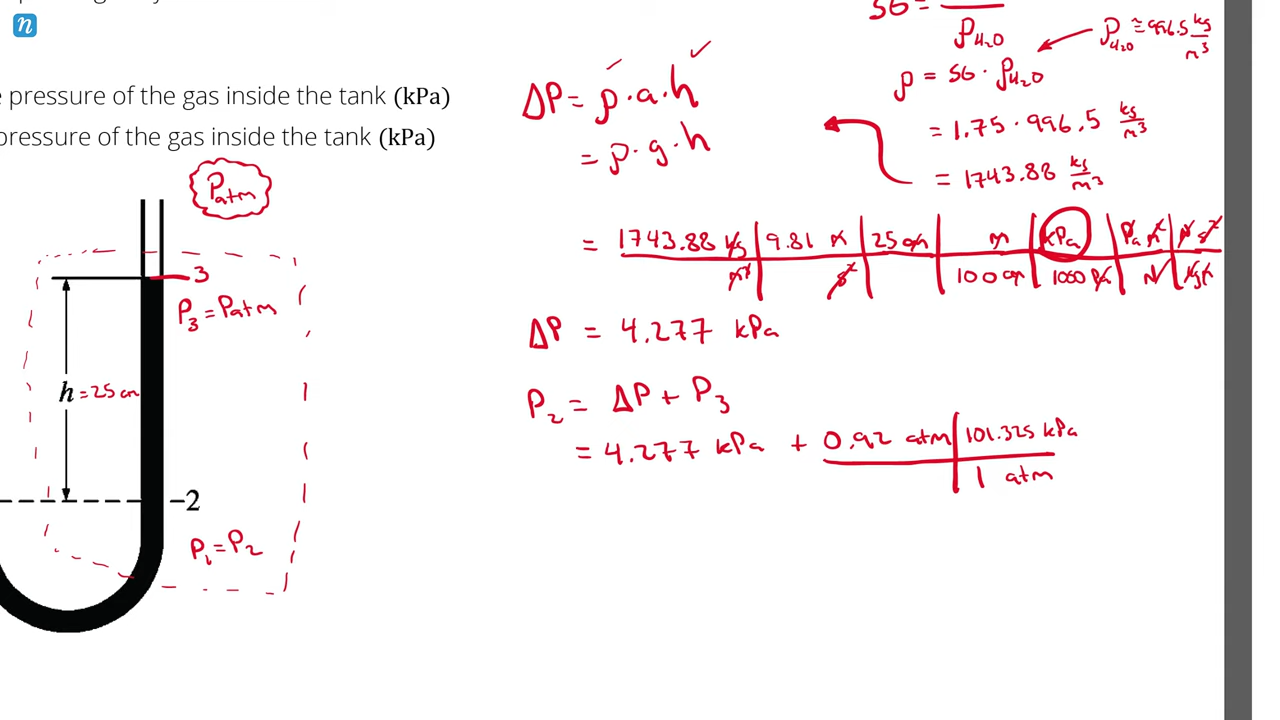 SG =
ρH₂O
ρH₂O ≅ 996.5 kg/m³
n
e pressure of the gas inside the tank (kPa)
pressure of the gas inside the tank (kPa)
ΔP = ρ·a·h
= ρ·g·h
ρ = SG · ρH₂O
= 1.75 · 996.5 kg/m³
= 1743.88 kg/m³
Patm
= 1743.88 kg | 9.81 m | 25 cm | m | kPa | Pa m² | N s²
m³ | s² | | 100 cm | 1000 Pa | N | kg m
3
P₃ = Patm
ΔP = 4.277 kPa
h = 25 cm
P₂ = ΔP + P₃
= 4.277 kPa + 0.92 atm | 101.325 kPa
1 atm
-2
P₁ = P₂